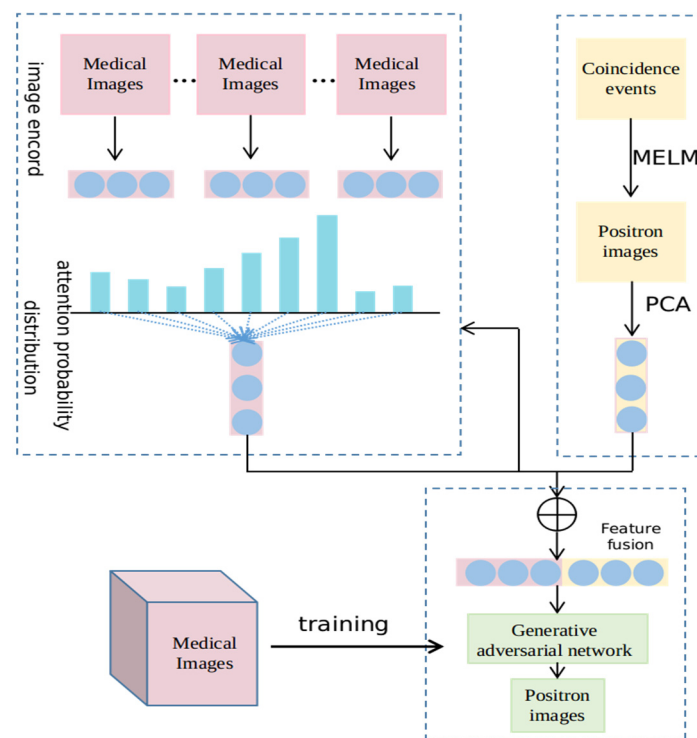 image encord
Medical
Images
...
Medical
Images
...
Medical
Images
attention probability
distribution
Coincidence
events
MELM
Positron
images
PCA
Feature
fusion
Medical
Images
training
Generative
adversarial network
Positron
images